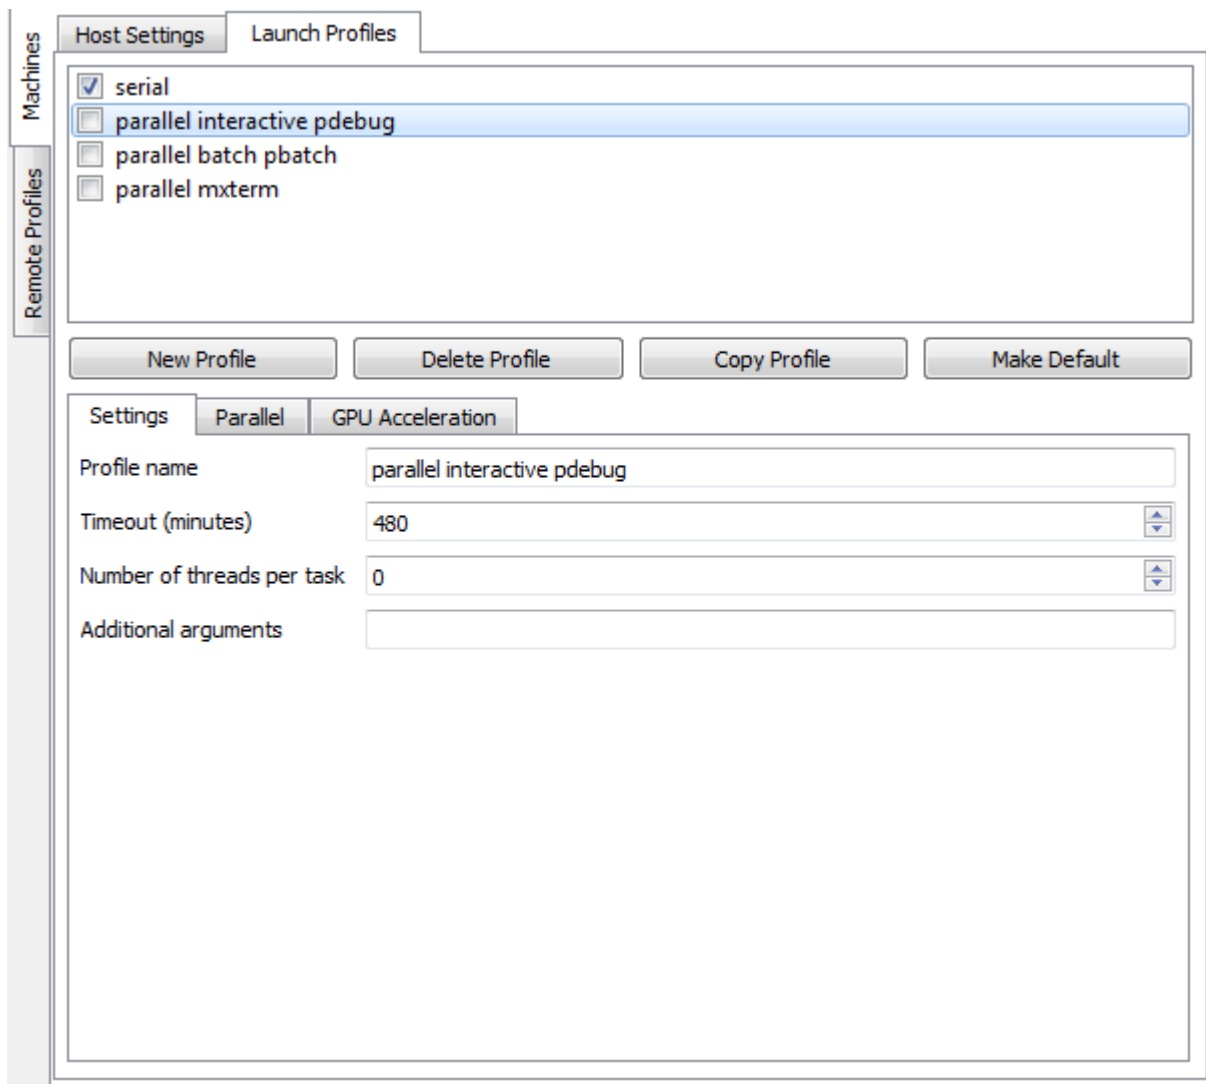 Machines
Remote Profiles
Host Settings Launch Profiles
serial
parallel interactive pdebug
parallel batch pbatch
parallel mxterm
New Profile Delete Profile Copy Profile Make Default
Settings Parallel GPU Acceleration
Profile name parallel interactive pdebug
Timeout (minutes) 480
Number of threads per task 0
Additional arguments